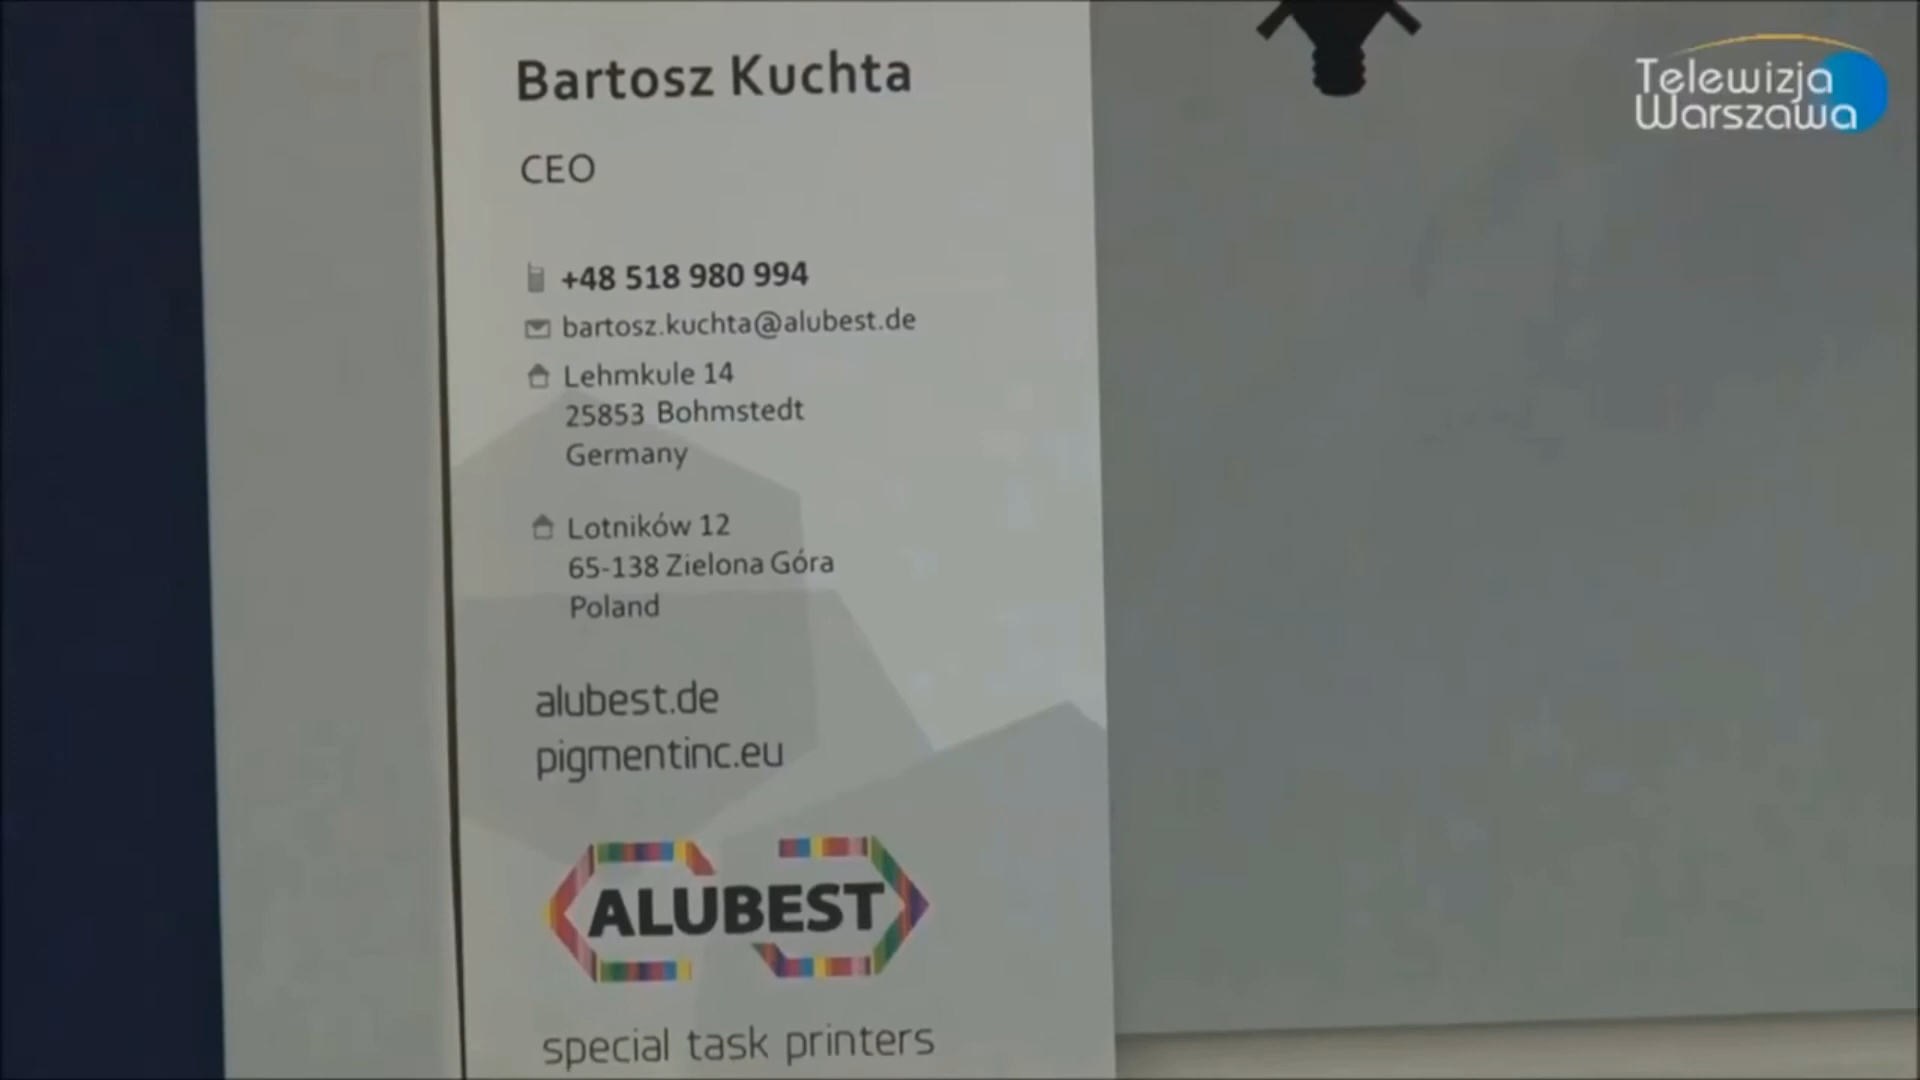 Bartosz Kuchta
CEO
+48 518 980 994
bartosz.kuchta@alubest.de
Lehmkule 14
25853 Bohmstedt
Germany
Lotników 12
65-138 Zielona Góra
Poland
alubest.de
pigmentinc.eu
ALUBEST
special task printers
Telewizja
Warszawa